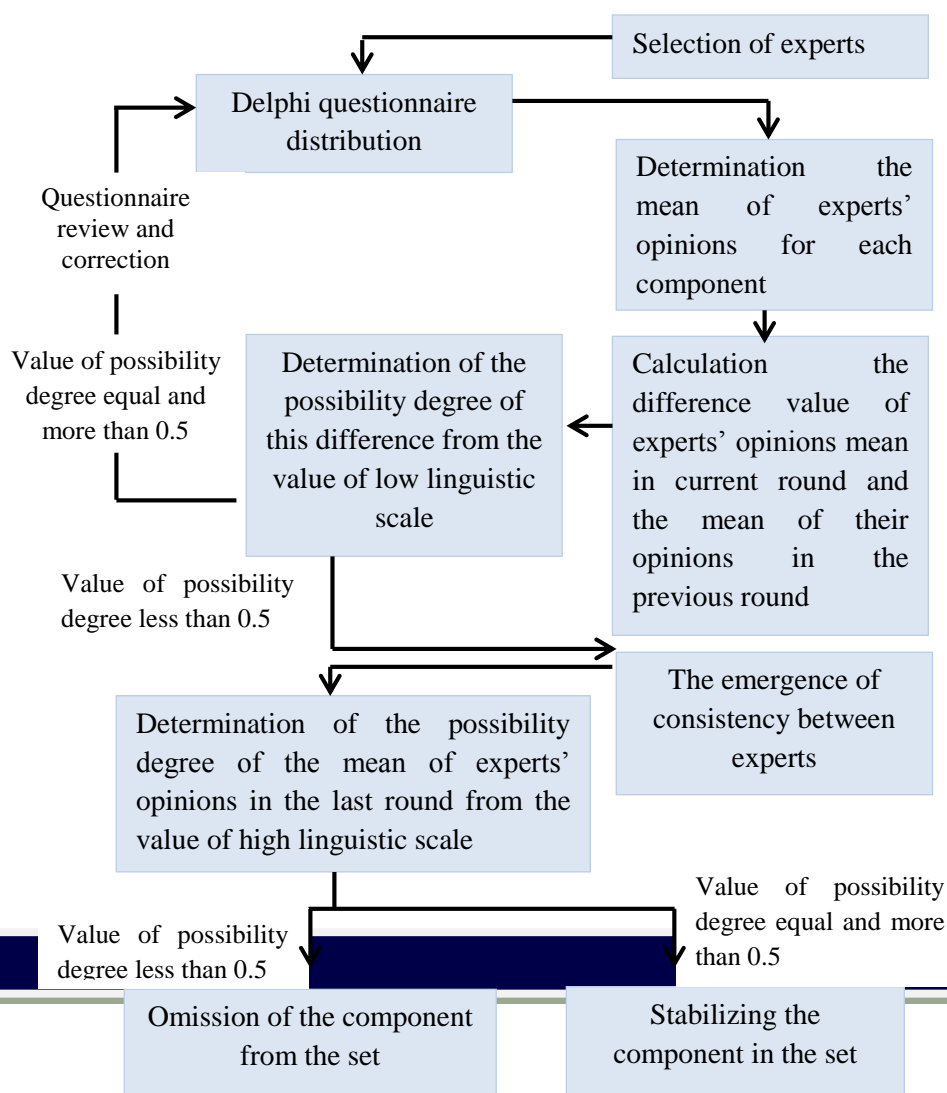 Selection of experts
Delphi questionnaire
distribution
Determination the
mean of experts’
opinions for each
component
Questionnaire
review and
correction
Value of possibility
degree equal and
more than 0.5
Determination of the
possibility degree of
this difference from the
value of low linguistic
scale
Calculation the
difference value of
experts’ opinions mean
in current round and
the mean of their
opinions in the
previous round
Value of possibility
degree less than 0.5
The emergence of
consistency between
experts
Determination of the possibility
degree of the mean of experts’
opinions in the last round from the
value of high linguistic scale
Value of possibility
degree equal and more
than 0.5
Value of possibility
degree less than 0.5
Omission of the component
from the set
Stabilizing the
component in the set